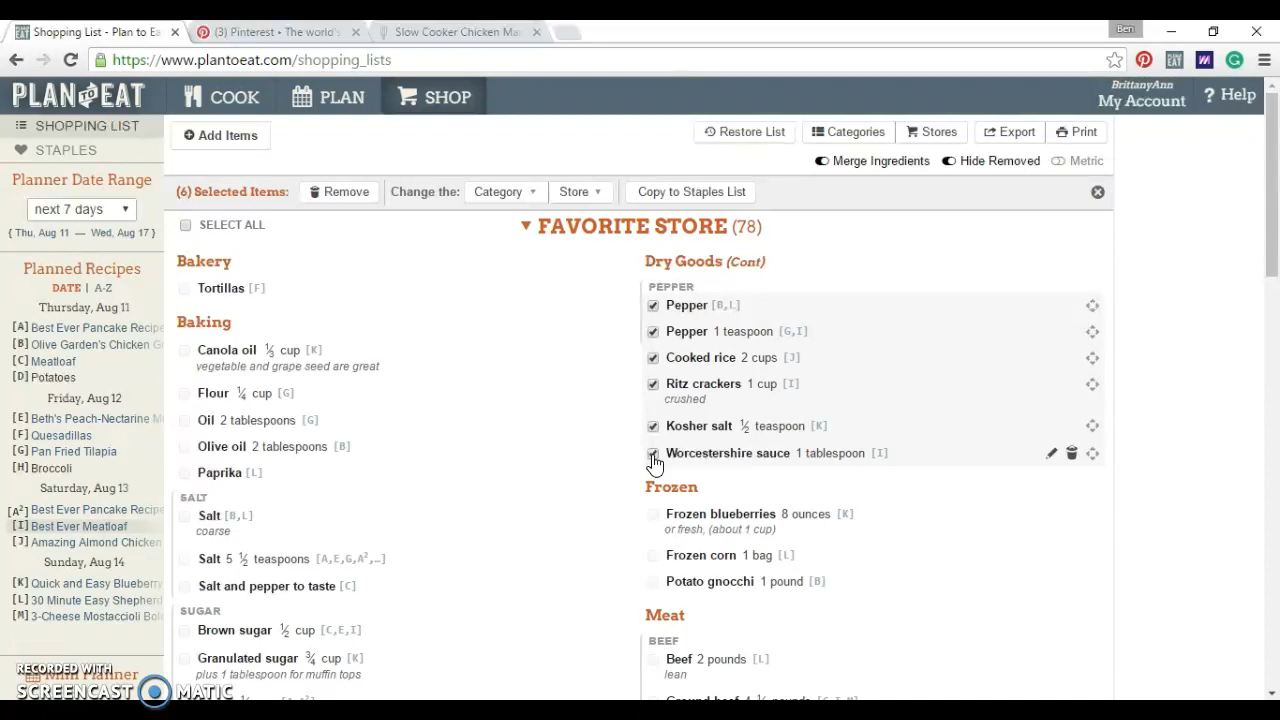 Shopping List - Plan to Ea
(3) Pinterest • The world's
Slow Cooker Chicken Ma
Ben
https://www.plantoeat.com/shopping_lists
PLAN TO EAT
COOK
PLAN
SHOP
BrittanyAnn
My Account
? Help
SHOPPING LIST
STAPLES
Add Items
Restore List
Categories
Stores
Export
Print
Merge Ingredients
Hide Removed
Metric
(6) Selected Items:
Remove
Change the:
Category
Store
Copy to Staples List
Planner Date Range
next 7 days
{ Thu, Aug 11 — Wed, Aug 17 }
Planned Recipes
DATE | A-Z
Thursday, Aug 11
[A] Best Ever Pancake Recipe
[B] Olive Garden's Chicken G
[C] Meatloaf
[D] Potatoes
Friday, Aug 12
[E] Beth's Peach-Nectarine M
[F] Quesadillas
[G] Pan Fried Tilapia
[H] Broccoli
Saturday, Aug 13
[A²] Best Ever Pancake Recipe
[I] Best Ever Meatloaf
[J] Amazing Almond Chicken
Sunday, Aug 14
[K] Quick and Easy Blueberry
[L] 30 Minute Easy Shepherd
[M] 3-Cheese Mostaccioli Bol
Mini Planner
RECORDED WITH
SCREENCAST MATIC
SELECT ALL
FAVORITE STORE (78)
Bakery
Tortillas [F]
Baking
Canola oil ⅓ cup [K]
vegetable and grape seed are great
Flour ¼ cup [G]
Oil 2 tablespoons [G]
Olive oil 2 tablespoons [B]
Paprika [L]
SALT
Salt [B,L]
coarse
Salt 5 ½ teaspoons [A,E,G,A²,…]
Salt and pepper to taste [C]
SUGAR
Brown sugar ½ cup [C,E,I]
Granulated sugar ¾ cup [K]
plus 1 tablespoon for muffin tops
Dry Goods (Cont)
PEPPER
Pepper [B,L]
Pepper 1 teaspoon [G,I]
Cooked rice 2 cups [J]
Ritz crackers 1 cup [I]
crushed
Kosher salt ½ teaspoon [K]
Worcestershire sauce 1 tablespoon [I]
Frozen
Frozen blueberries 8 ounces [K]
or fresh, (about 1 cup)
Frozen corn 1 bag [L]
Potato gnocchi 1 pound [B]
Meat
BEEF
Beef 2 pounds [L]
lean
Ground beef 4